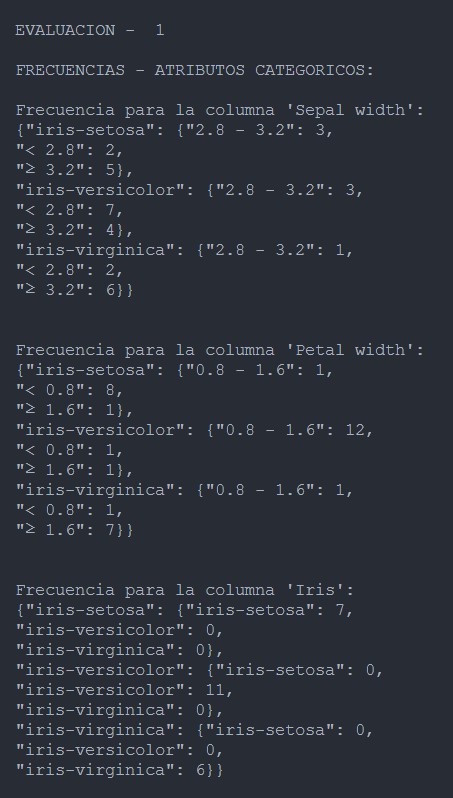 EVALUACION -  1
FRECUENCIAS - ATRIBUTOS CATEGORICOS:
Frecuencia para la columna 'Sepal width':
{"iris-setosa": {"2.8 - 3.2": 3,
"< 2.8": 2,
"≥ 3.2": 5},
"iris-versicolor": {"2.8 - 3.2": 3,
"< 2.8": 7,
"≥ 3.2": 4},
"iris-virginica": {"2.8 - 3.2": 1,
"< 2.8": 2,
"≥ 3.2": 6}}
Frecuencia para la columna 'Petal width':
{"iris-setosa": {"0.8 - 1.6": 1,
"< 0.8": 8,
"≥ 1.6": 1},
"iris-versicolor": {"0.8 - 1.6": 12,
"< 0.8": 1,
"≥ 1.6": 1},
"iris-virginica": {"0.8 - 1.6": 1,
"< 0.8": 1,
"≥ 1.6": 7}}
Frecuencia para la columna 'Iris':
{"iris-setosa": {"iris-setosa": 7,
"iris-versicolor": 0,
"iris-virginica": 0},
"iris-versicolor": {"iris-setosa": 0,
"iris-versicolor": 11,
"iris-virginica": 0},
"iris-virginica": {"iris-setosa": 0,
"iris-versicolor": 0,
"iris-virginica": 6}}